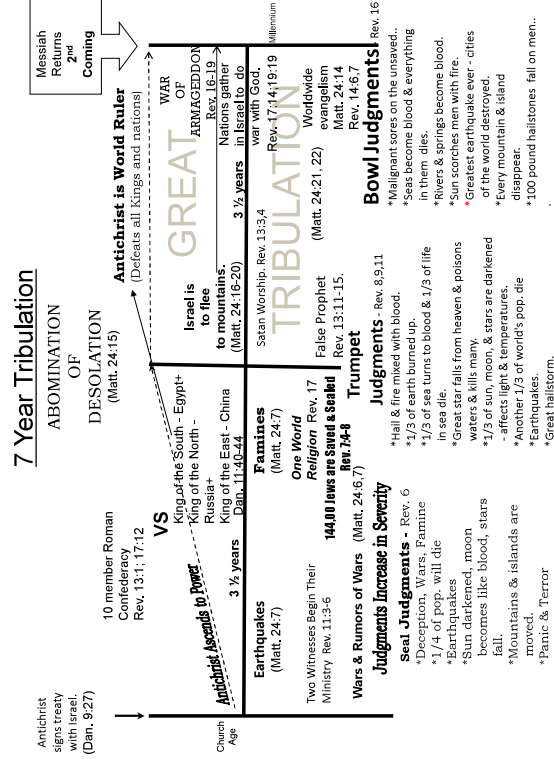 7 Year Tribulation
Antichrist
signs treaty
with Israel.
(Dan. 9:27)
10 member Roman
Confederacy
Rev. 13:1; 17:12
ABOMINATION
OF
DESOLATION
(Matt. 24:15)
Antichrist is World Ruler
(Defeats all Kings and nations)
Messiah
Returns
2nd
Coming
VS
King of the South - Egypt+
King of the North -
Russia+
King of the East - China
Dan. 11:40-44
Antichrist Ascends to Power
3 ½ years
Church
Age
Israel is
to flee
to mountains.
(Matt. 24:16-20)
GREAT
TRIBULATION
3 ½ years
WAR
OF
ARMAGEDDON
Rev. 16-19
Nations gather
in Israel to do
war with God.
Rev. 17:14;19:19
Millennium
Earthquakes
(Matt. 24:7)
Famines
(Matt. 24:7)
One World
Religion Rev. 17
Two Witnesses Begin Their
Ministry Rev. 11:3-6
144,00 Jews are Saved & Sealed
Rev. 7:4-8
Wars & Rumors of Wars (Matt. 24:6,7)
Satan Worship. Rev. 13:3,4
(Matt. 24:21, 22)
False Prophet
Rev. 13:11-15.
Worldwide
evangelism
Matt. 24:14
Rev. 14:6,7
Judgments Increase in Severity
Seal Judgments - Rev. 6
*Deception, Wars, Famine
*1/4 of pop. will die
*Earthquakes
*Sun darkened, moon
becomes like blood, stars
fall.
*Mountains & islands are
moved.
*Panic & Terror
Trumpet
Judgments - Rev. 8,9,11
*Hail & fire mixed with blood.
*1/3 of earth burned up.
*1/3 of sea turns to blood & 1/3 of life
in sea die.
*Great star falls from heaven & poisons
waters & kills many.
*1/3 of sun, moon, & stars are darkened
- affects light & temperatures.
*Another 1/3 of world's pop. die
*Earthquakes.
*Great hailstorm.
Bowl Judgments- Rev. 16
*Malignant sores on the unsaved..
*Seas become blood & everything
in them dies.
*Rivers & springs become blood.
*Sun scorches men with fire.
*Greatest earthquake ever - cities
of the world destroyed.
*Every mountain & island
disappear.
*100 pound hailstones fall on men..
.